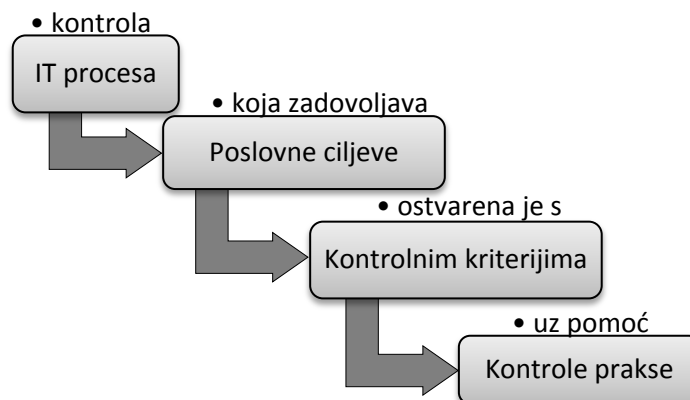 • kontrola
IT procesa
• koja zadovoljava
Poslovne ciljeve
• ostvarena je s
Kontrolnim kriterijima
• uz pomoć
Kontrole prakse